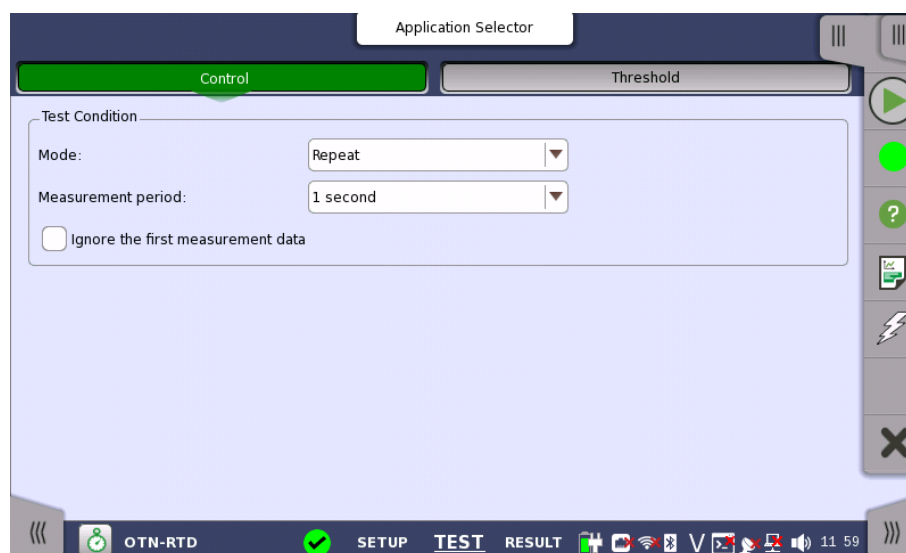 Application Selector
Control
Threshold
Test Condition
Mode:
Repeat
Measurement period:
1 second
Ignore the first measurement data
OTN-RTD
SETUP
TEST
RESULT
11 59